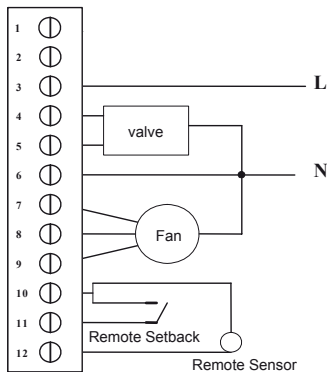 1
2
3 L
4
valve
5
6 N
7
8 Fan
9
10
11
Remote Setback
12
Remote Sensor